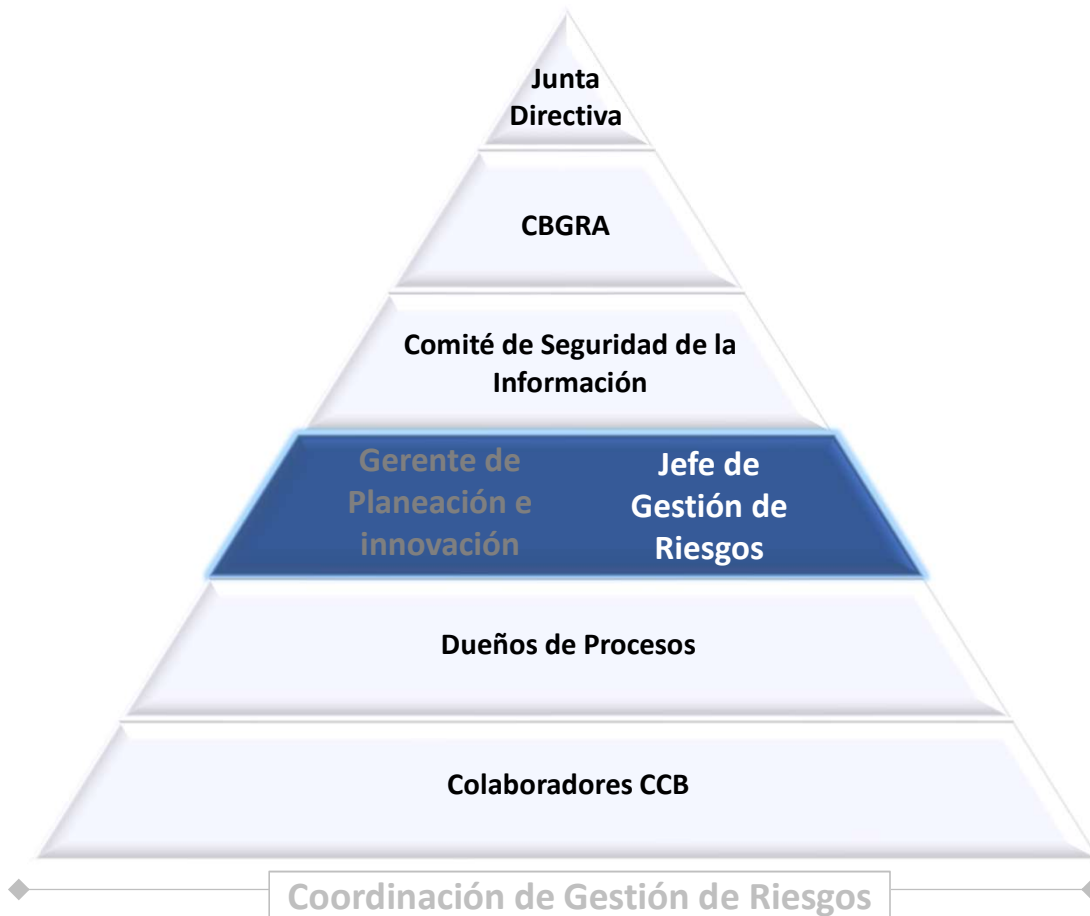 Junta
Directiva
CBGRA
Comité de Seguridad de la
Información
Gerente de
Planeación e
innovación
Jefe de
Gestión de
Riesgos
Dueños de Procesos
Colaboradores CCB
Coordinación de Gestión de Riesgos